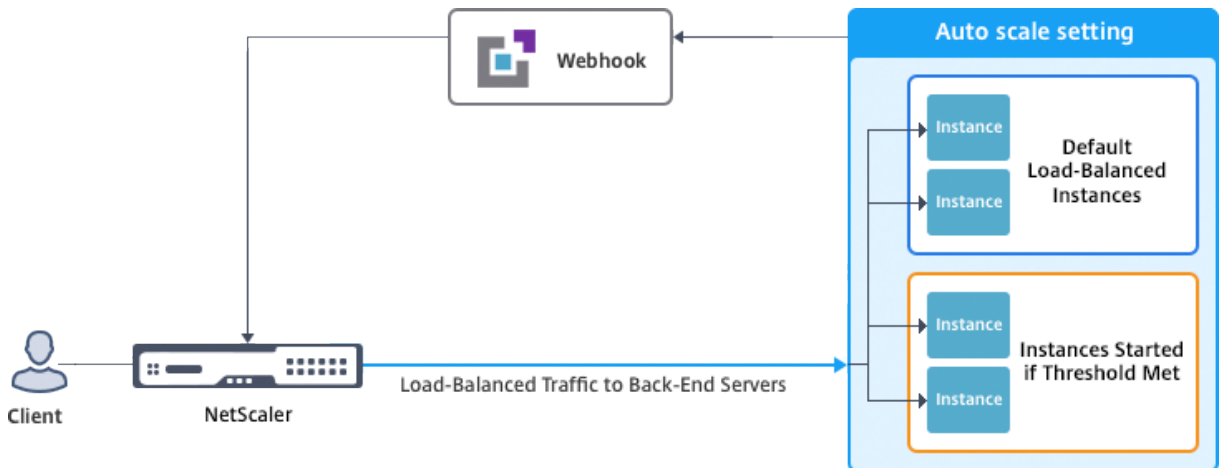 Auto scale setting
Webhook
Instance
Default
Load-Balanced
Instances
Instance
Instance
Instances Started
if Threshold Met
Instance
Load-Balanced Traffic to Back-End Servers
Client
NetScaler